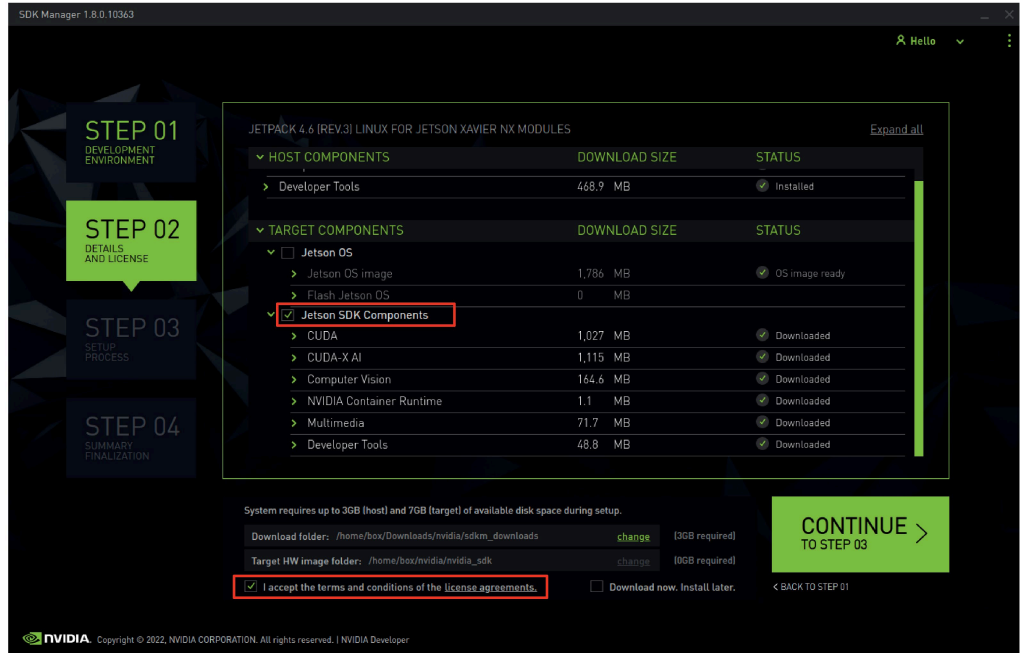 SDK Manager 1.8.0.10363
Hello
STEP 01
DEVELOPMENT
ENVIRONMENT
STEP 02
DETAILS
AND LICENSE
STEP 03
SETUP
PROCESS
STEP 04
SUMMARY
FINALIZATION
JETPACK 4.6 (REV.3) LINUX FOR JETSON XAVIER NX MODULES Expand all
HOST COMPONENTS DOWNLOAD SIZE STATUS
Developer Tools 468.9 MB Installed
TARGET COMPONENTS DOWNLOAD SIZE STATUS
Jetson OS
Jetson OS image 1,786 MB OS image ready
Flash Jetson OS 0 MB
Jetson SDK Components
CUDA 1,027 MB Downloaded
CUDA-X AI 1,115 MB Downloaded
Computer Vision 164.6 MB Downloaded
NVIDIA Container Runtime 1.1 MB Downloaded
Multimedia 71.7 MB Downloaded
Developer Tools 48.8 MB Downloaded
System requires up to 3GB (host) and 7GB (target) of available disk space during setup.
Download folder: /home/box/Downloads/nvidia/sdkm_downloads change (3GB required)
Target HW image folder: /home/box/nvidia/nvidia_sdk change (0GB required)
I accept the terms and conditions of the license agreements. Download now. Install later.
CONTINUE
TO STEP 03
< BACK TO STEP 01
NVIDIA. Copyright © 2022, NVIDIA CORPORATION. All rights reserved. | NVIDIA Developer